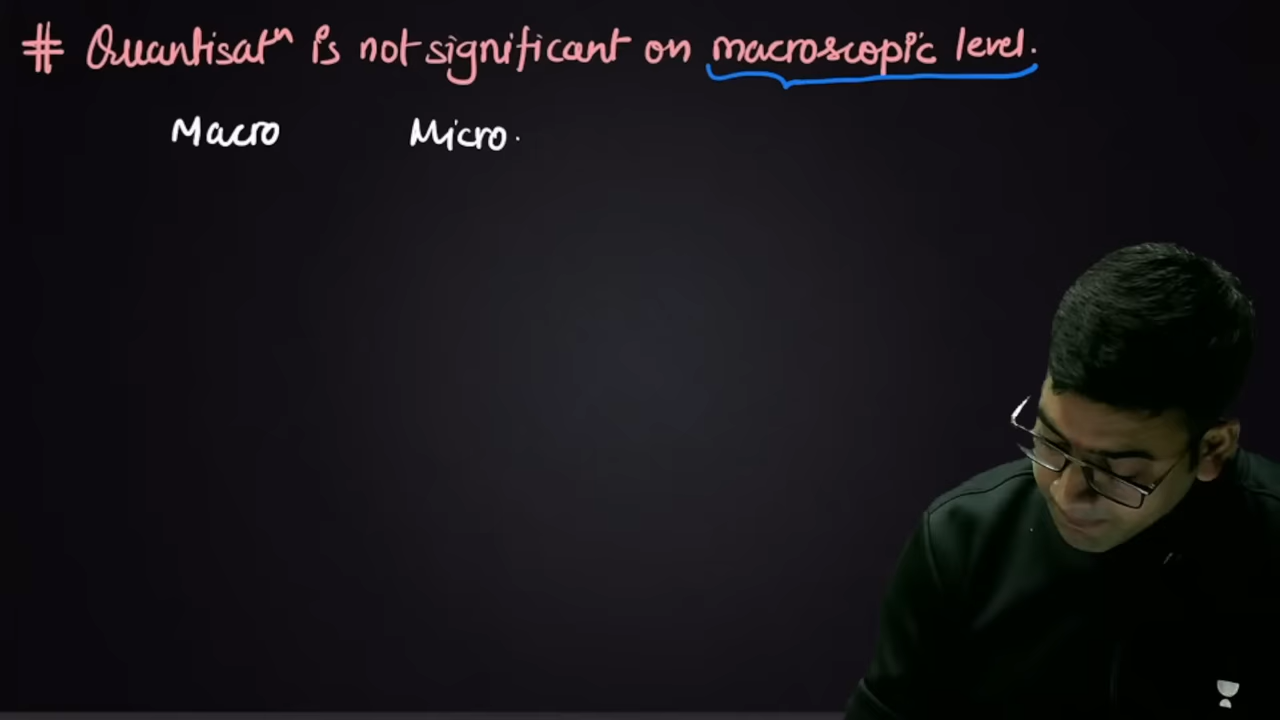 # Quantisatⁿ is not significant on macroscopic level.
Macro Micro.